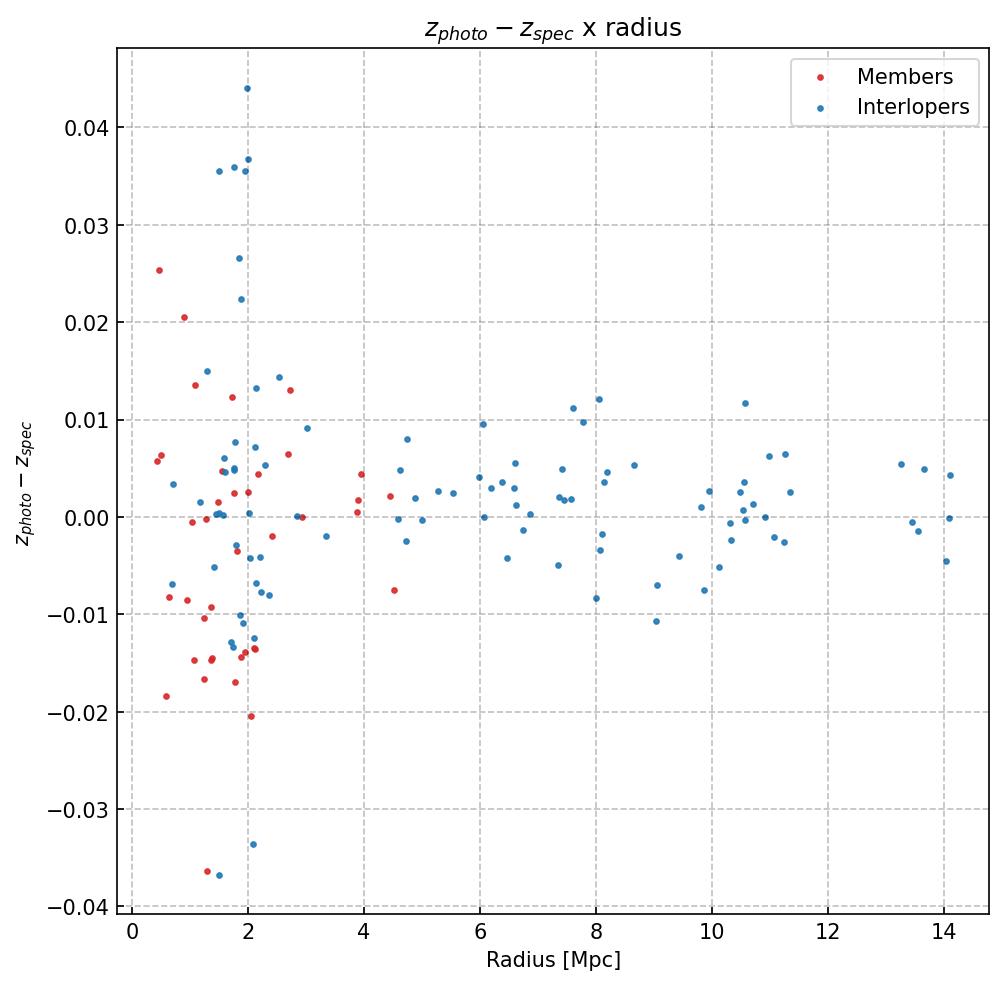 z_photo − z_spec x radius
Members
Interlopers
z_photo − z_spec
0.04
0.03
0.02
0.01
0.00
−0.01
−0.02
−0.03
−0.04
0 2 4 6 8 10 12 14
Radius [Mpc]